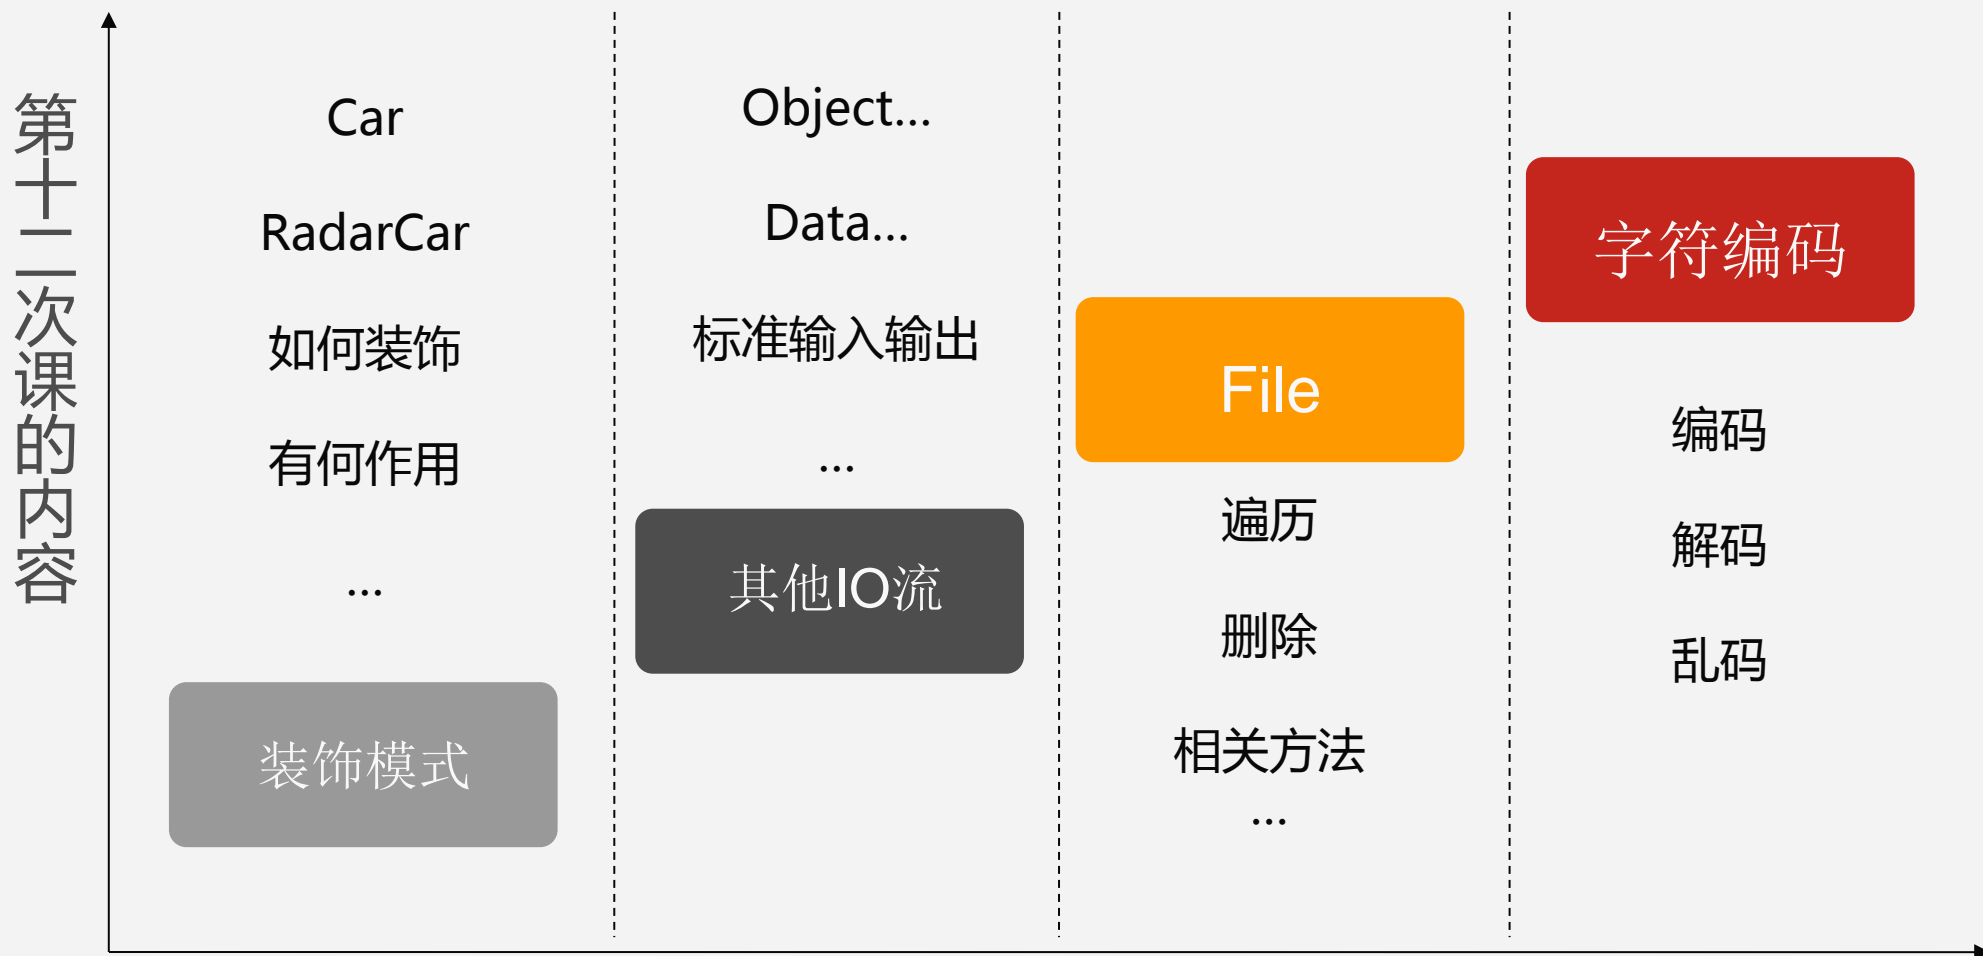 第十二次课的内容
Car
RadarCar
如何装饰
有何作用
...
装饰模式
Object...
Data...
标准输入输出
...
其他IO流
File
遍历
删除
相关方法
...
字符编码
编码
解码
乱码